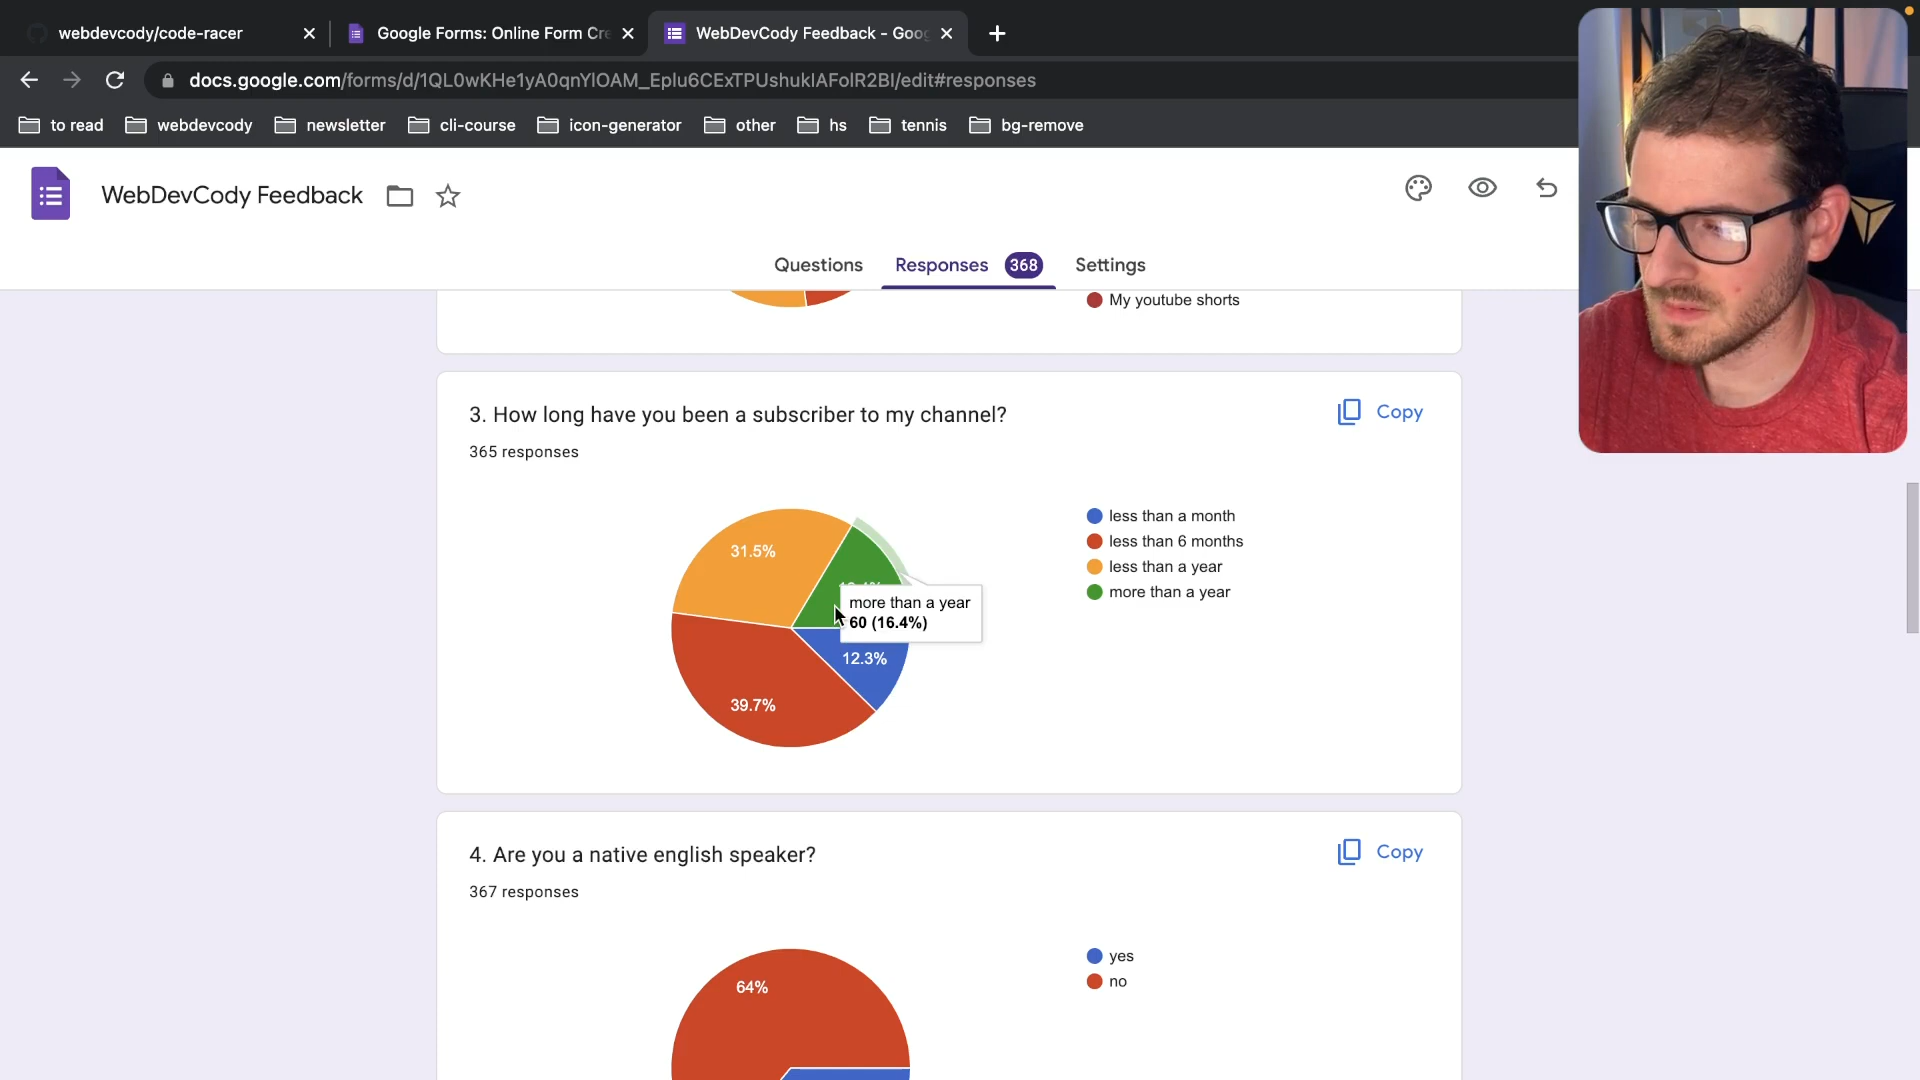 webdevcody/code-racer
Google Forms: Online Form Cre
WebDevCody Feedback - Goog
docs.google.com/forms/d/1QL0wKHe1yA0qnYlOAM_Eplu6CExTPUshuklAFolR2BI/edit#responses
to read
webdevcody
newsletter
cli-course
icon-generator
other
hs
tennis
bg-remove
WebDevCody Feedback
Questions
Responses 368
Settings
My youtube shorts
3. How long have you been a subscriber to my channel?
Copy
365 responses
less than a month
less than 6 months
less than a year
more than a year
31.5%
more than a year
60 (16.4%)
12.3%
39.7%
4. Are you a native english speaker?
Copy
367 responses
yes
no
64%